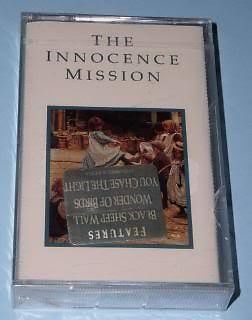 THE
INNOCENCE
MISSION
FEATURES
BLACK SHEEP WALL
WONDER OF BIRDS
YOU CHASE THE LIGHT